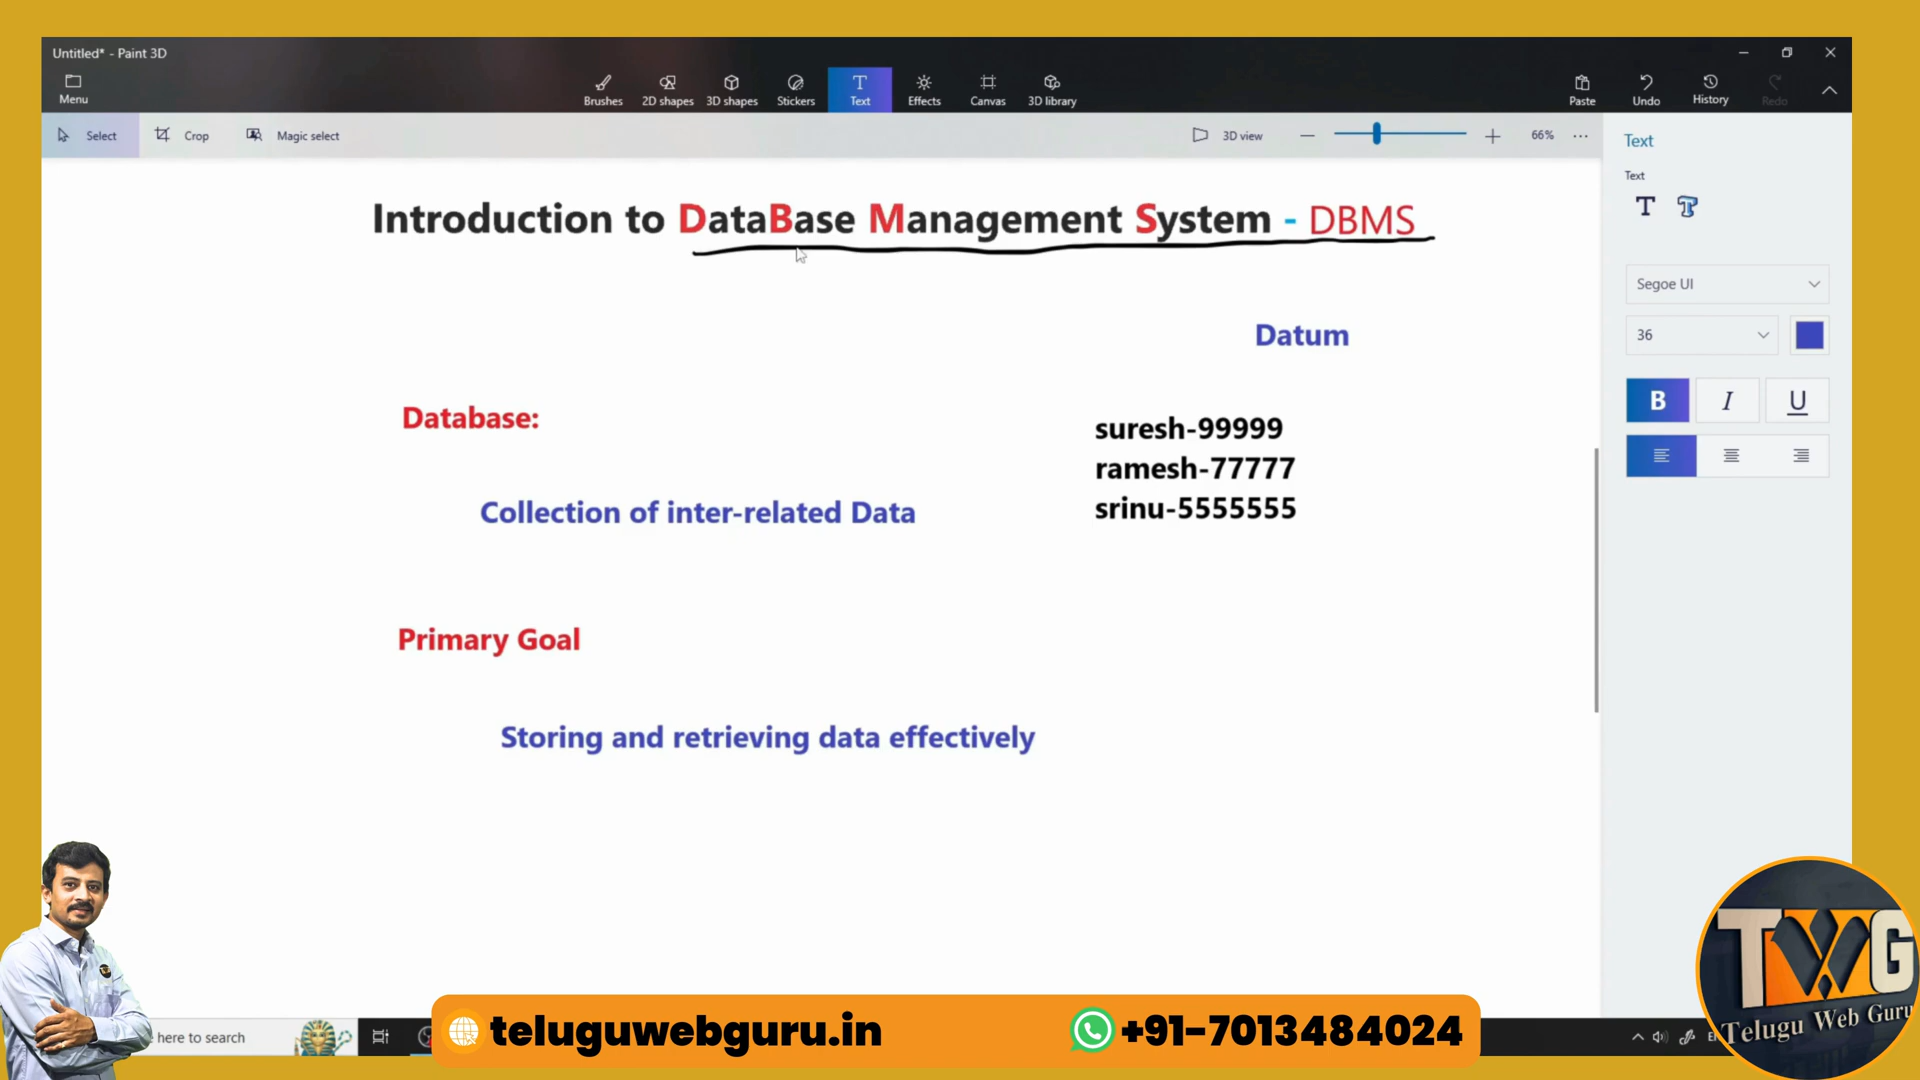 Untitled* - Paint 3D
Menu
Brushes 2D shapes 3D shapes Stickers Text Effects Canvas 3D library
Paste Undo History Redo
Select Crop Magic select
3D view 66%
Text
Text
Segoe UI
36
B I U
Introduction to DataBase Management System - DBMS
Datum
Database:
suresh-99999
ramesh-77777
srinu-5555555
Collection of inter-related Data
Primary Goal
Storing and retrieving data effectively
here to search
teluguwebguru.in
+91-7013484024
TWG
Telugu Web Guru